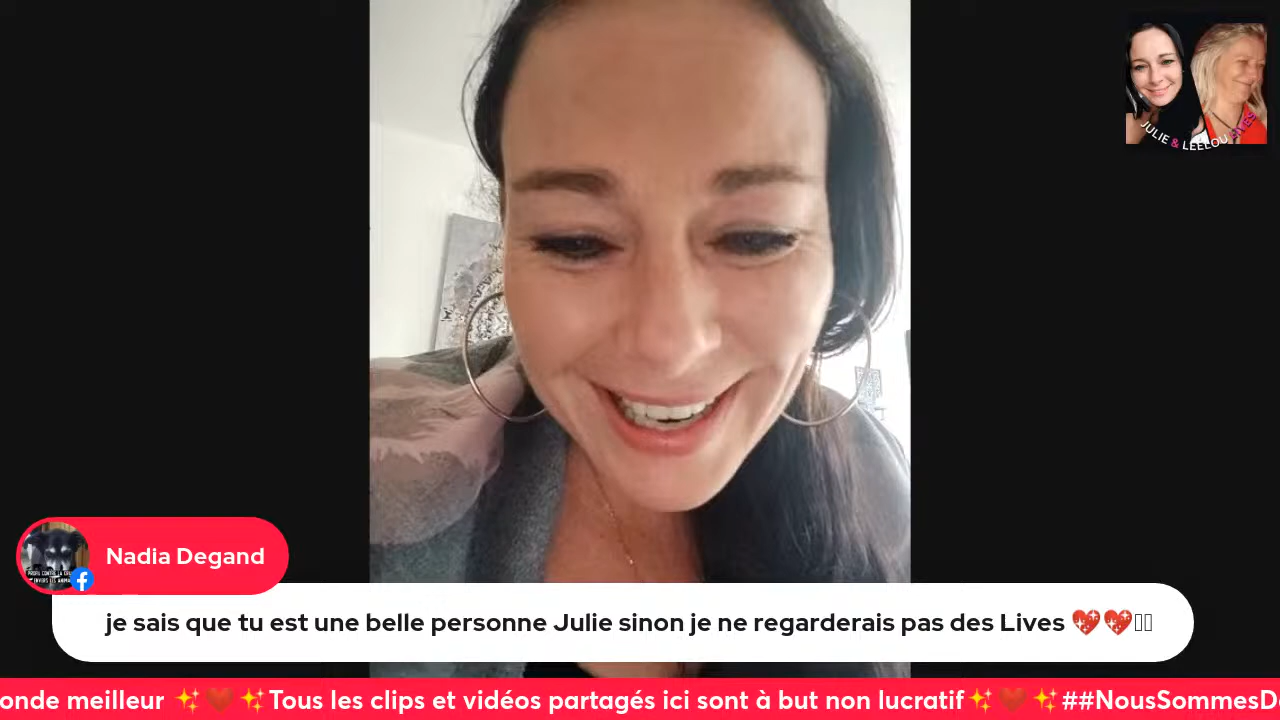 JULIE & LEELOU LIVES
Nadia Degand
je sais que tu est une belle personne Julie sinon je ne regarderais pas des Lives 💖💖
onde meilleur ✨❤️✨Tous les clips et vidéos partagés ici sont à but non lucratif✨❤️✨##NousSommesD